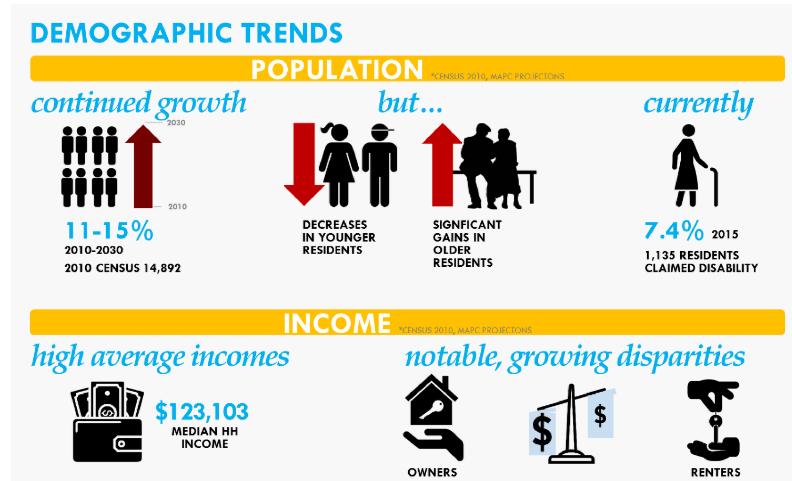 DEMOGRAPHIC TRENDS
POPULATION *CENSUS 2010, MAPC PROJECTONS
continued growth
but...
currently
2030
2010
11-15%
2010-2030
2010 CENSUS 14,892
DECREASES
IN YOUNGER
RESIDENTS
SIGNFICANT
GAINS IN
OLDER
RESIDENTS
7.4% 2015
1,135 RESIDENTS
CLAIMED DISABILITY
INCOME *CENSUS 2010, MAPC PROJECTONS
high average incomes
notable, growing disparities
$
$123,103
MEDIAN HH
INCOME
$
$
OWNERS
RENTERS